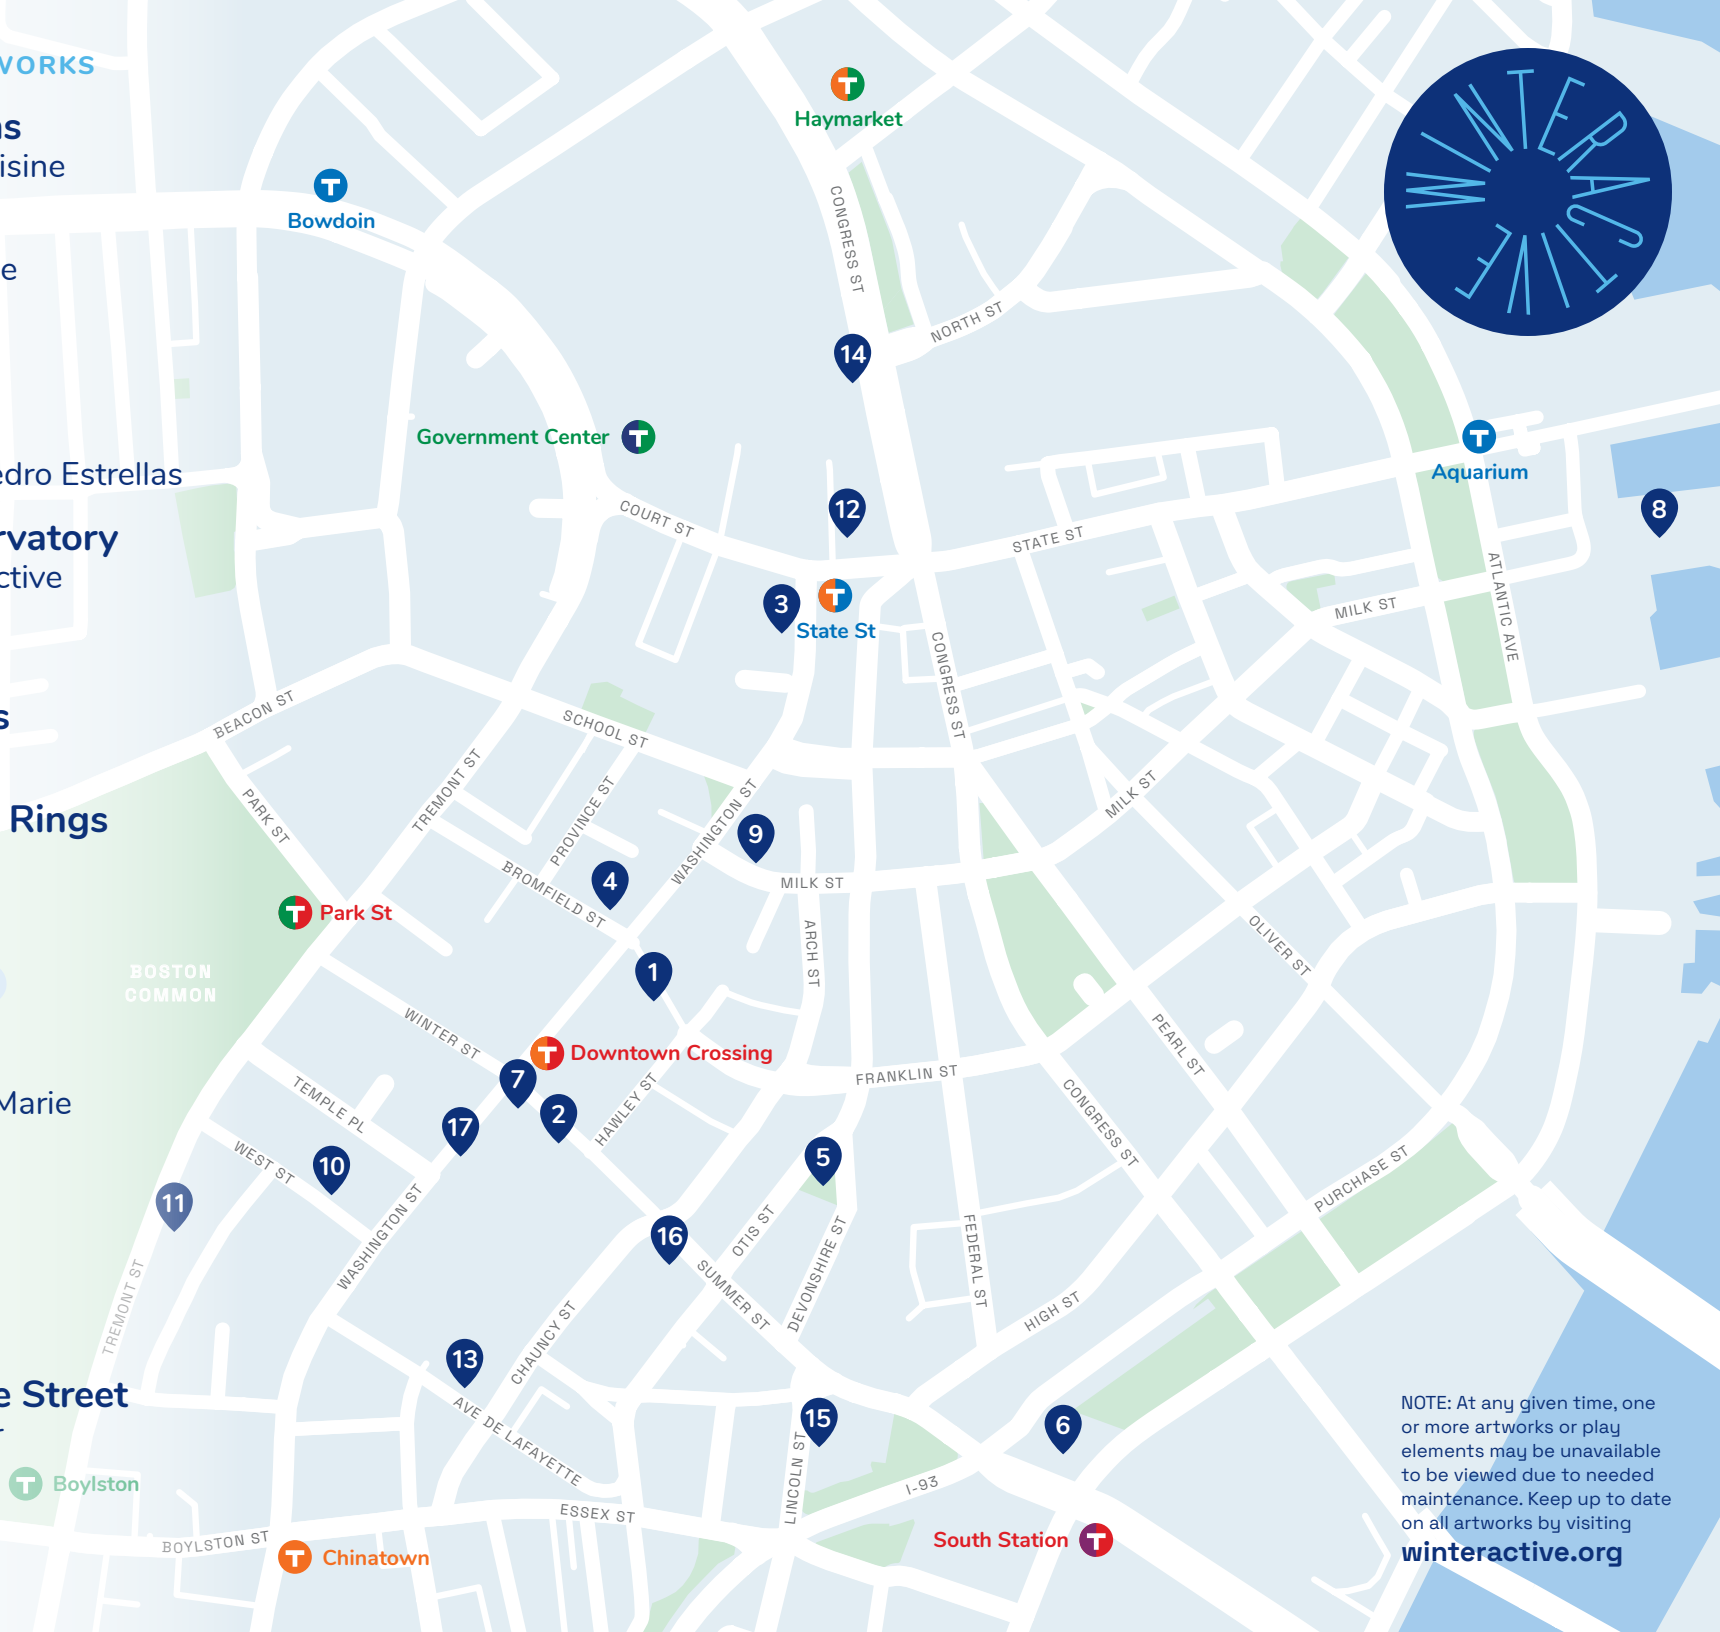 WORKS
ns
isine
e
edro Estrellas
rvatory
ctive
s
Rings
Marie
e Street
r
WINTERACTIVE
T
Haymarket
T
Bowdoin
CONGRESS ST
NORTH ST
14
Government Center T
T
Aquarium
COURT ST
12
8
STATE ST
3
T
State St
ATLANTIC AVE
MILK ST
CONGRESS ST
BEACON ST
SCHOOL ST
TREMONT ST
PARK ST
PROVINCE ST
WASHINGTON ST
MILK ST
9
4
BROMFIELD ST
MILK ST
T Park St
ARCH ST
OLIVER ST
BOSTON
COMMON
1
WINTER ST
PEARL ST
T Downtown Crossing
7
FRANKLIN ST
TEMPLE PL
HAWLEY ST
CONGRESS ST
2
17
WEST ST
10
5
PURCHASE ST
11
WASHINGTON ST
16
OTIS ST
DEVONSHIRE ST
FEDERAL ST
TREMONT ST
SUMMER ST
HIGH ST
CHAUNCY ST
13
AVE DE LAFAYETTE
15
6
LINCOLN ST
I-93
T Boylston
ESSEX ST
BOYLSTON ST
T Chinatown
South Station T
NOTE: At any given time, one
or more artworks or play
elements may be unavailable
to be viewed due to needed
maintenance. Keep up to date
on all artworks by visiting
winteractive.org